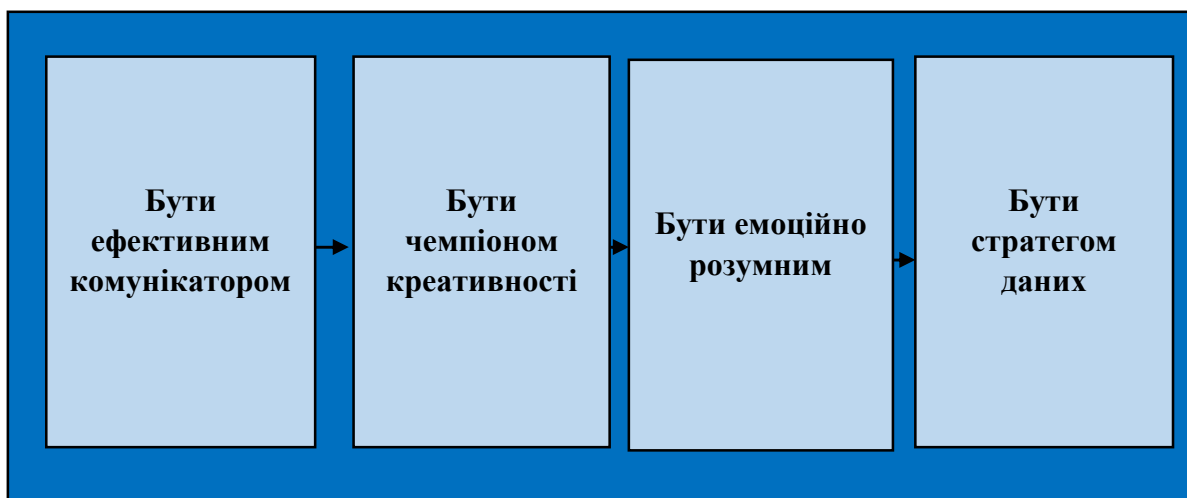 Бути
ефективним
комунікатором
Бути
чемпіоном
креативності
Бути емоційно
розумним
Бути
стратегом
даних